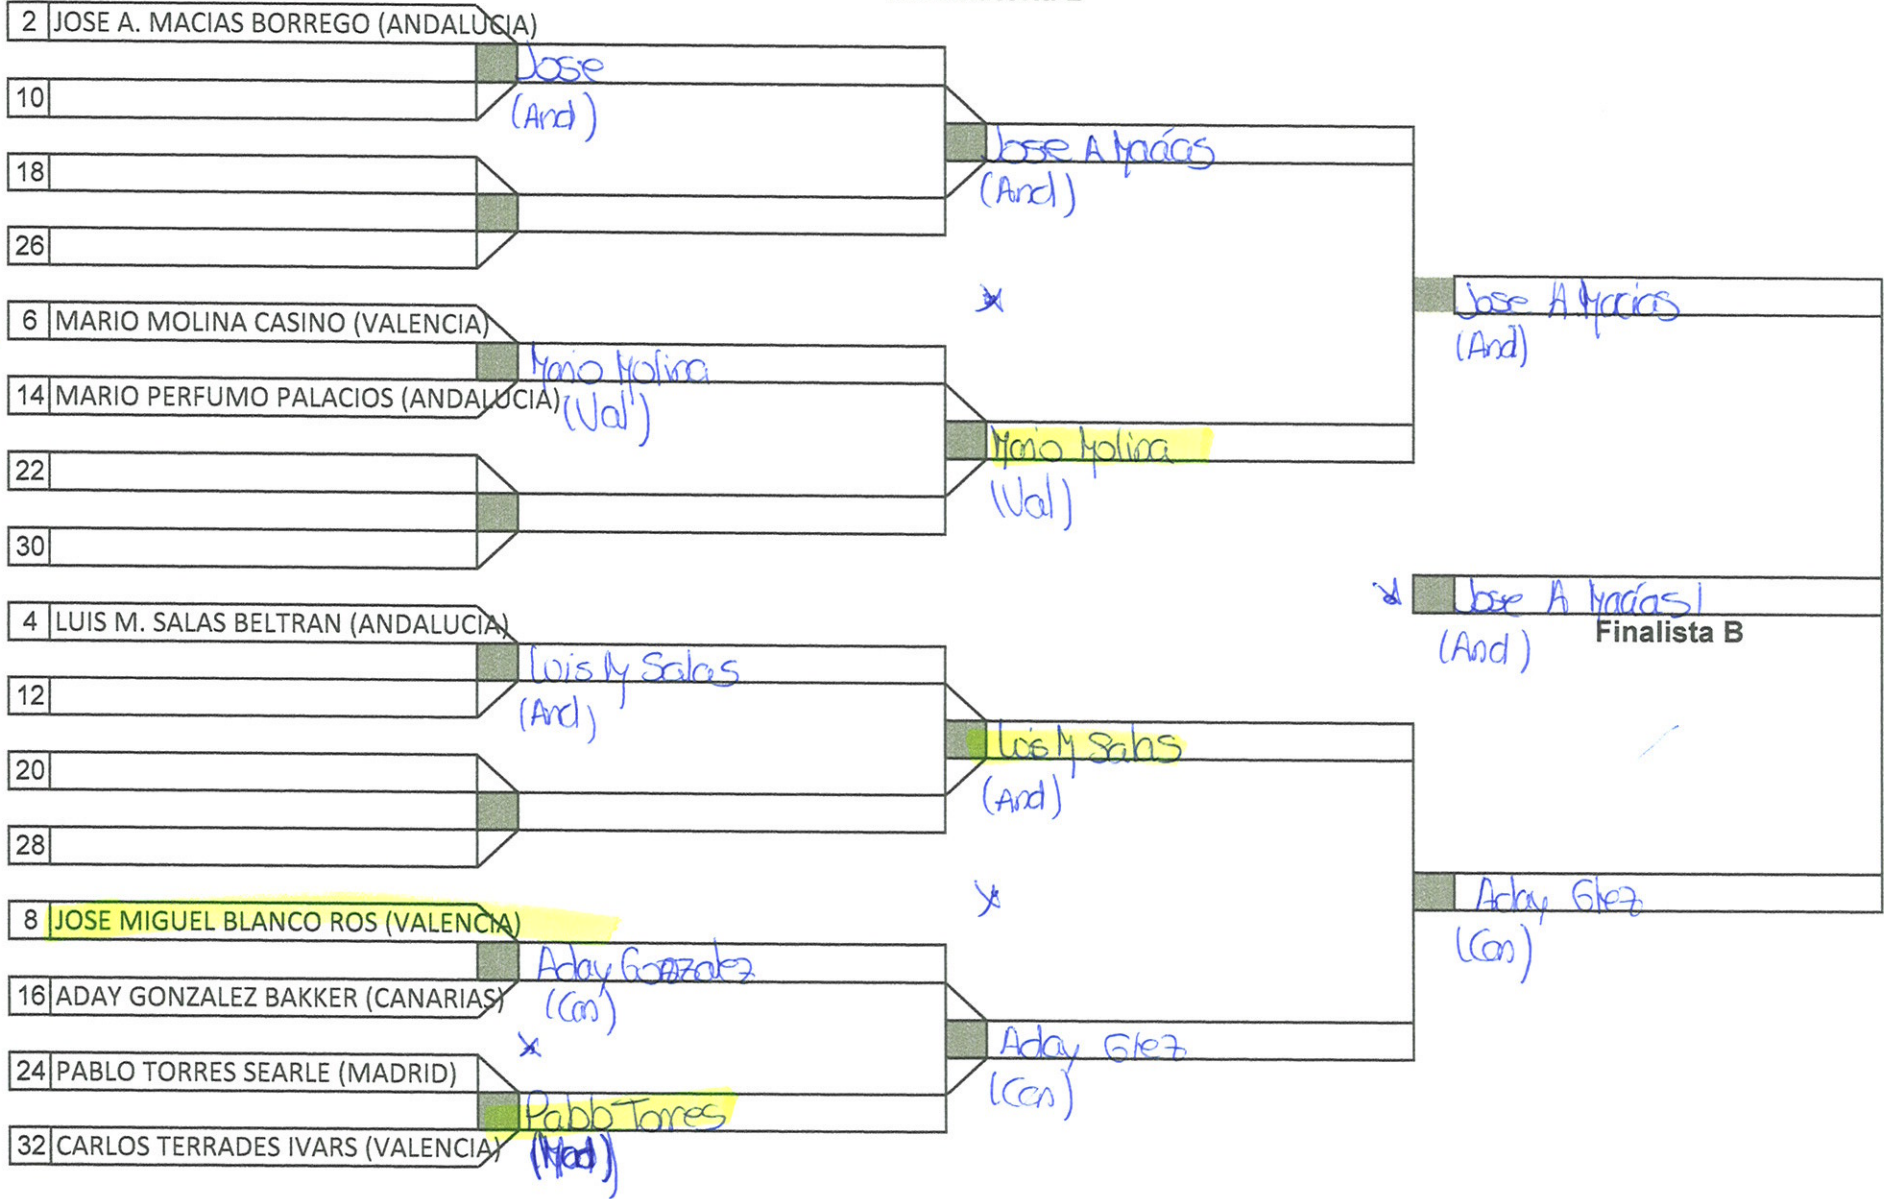 2 JOSE A. MACIAS BORREGO (ANDALUCIA)
Jose
(And)
10
Jose A Macías
(And)
18
26
Jose A Macias
(And)
6 MARIO MOLINA CASINO (VALENCIA)
Mario Molina
(Val)
14 MARIO PERFUMO PALACIOS (ANDALUCIA)
Mario Molina
(Val)
22
30
Jose A Macías
Finalista B
(And)
4 LUIS M. SALAS BELTRAN (ANDALUCIA)
Luis M Salas
(And)
12
Luis M Salas
(And)
20
28
Aday Glez
(Can)
8 JOSE MIGUEL BLANCO ROS (VALENCIA)
Aday Gonzalez
(Can)
16 ADAY GONZALEZ BAKKER (CANARIAS)
Aday Glez
(Can)
24 PABLO TORRES SEARLE (MADRID)
Pablo Torres
(Mad)
32 CARLOS TERRADES IVARS (VALENCIA)